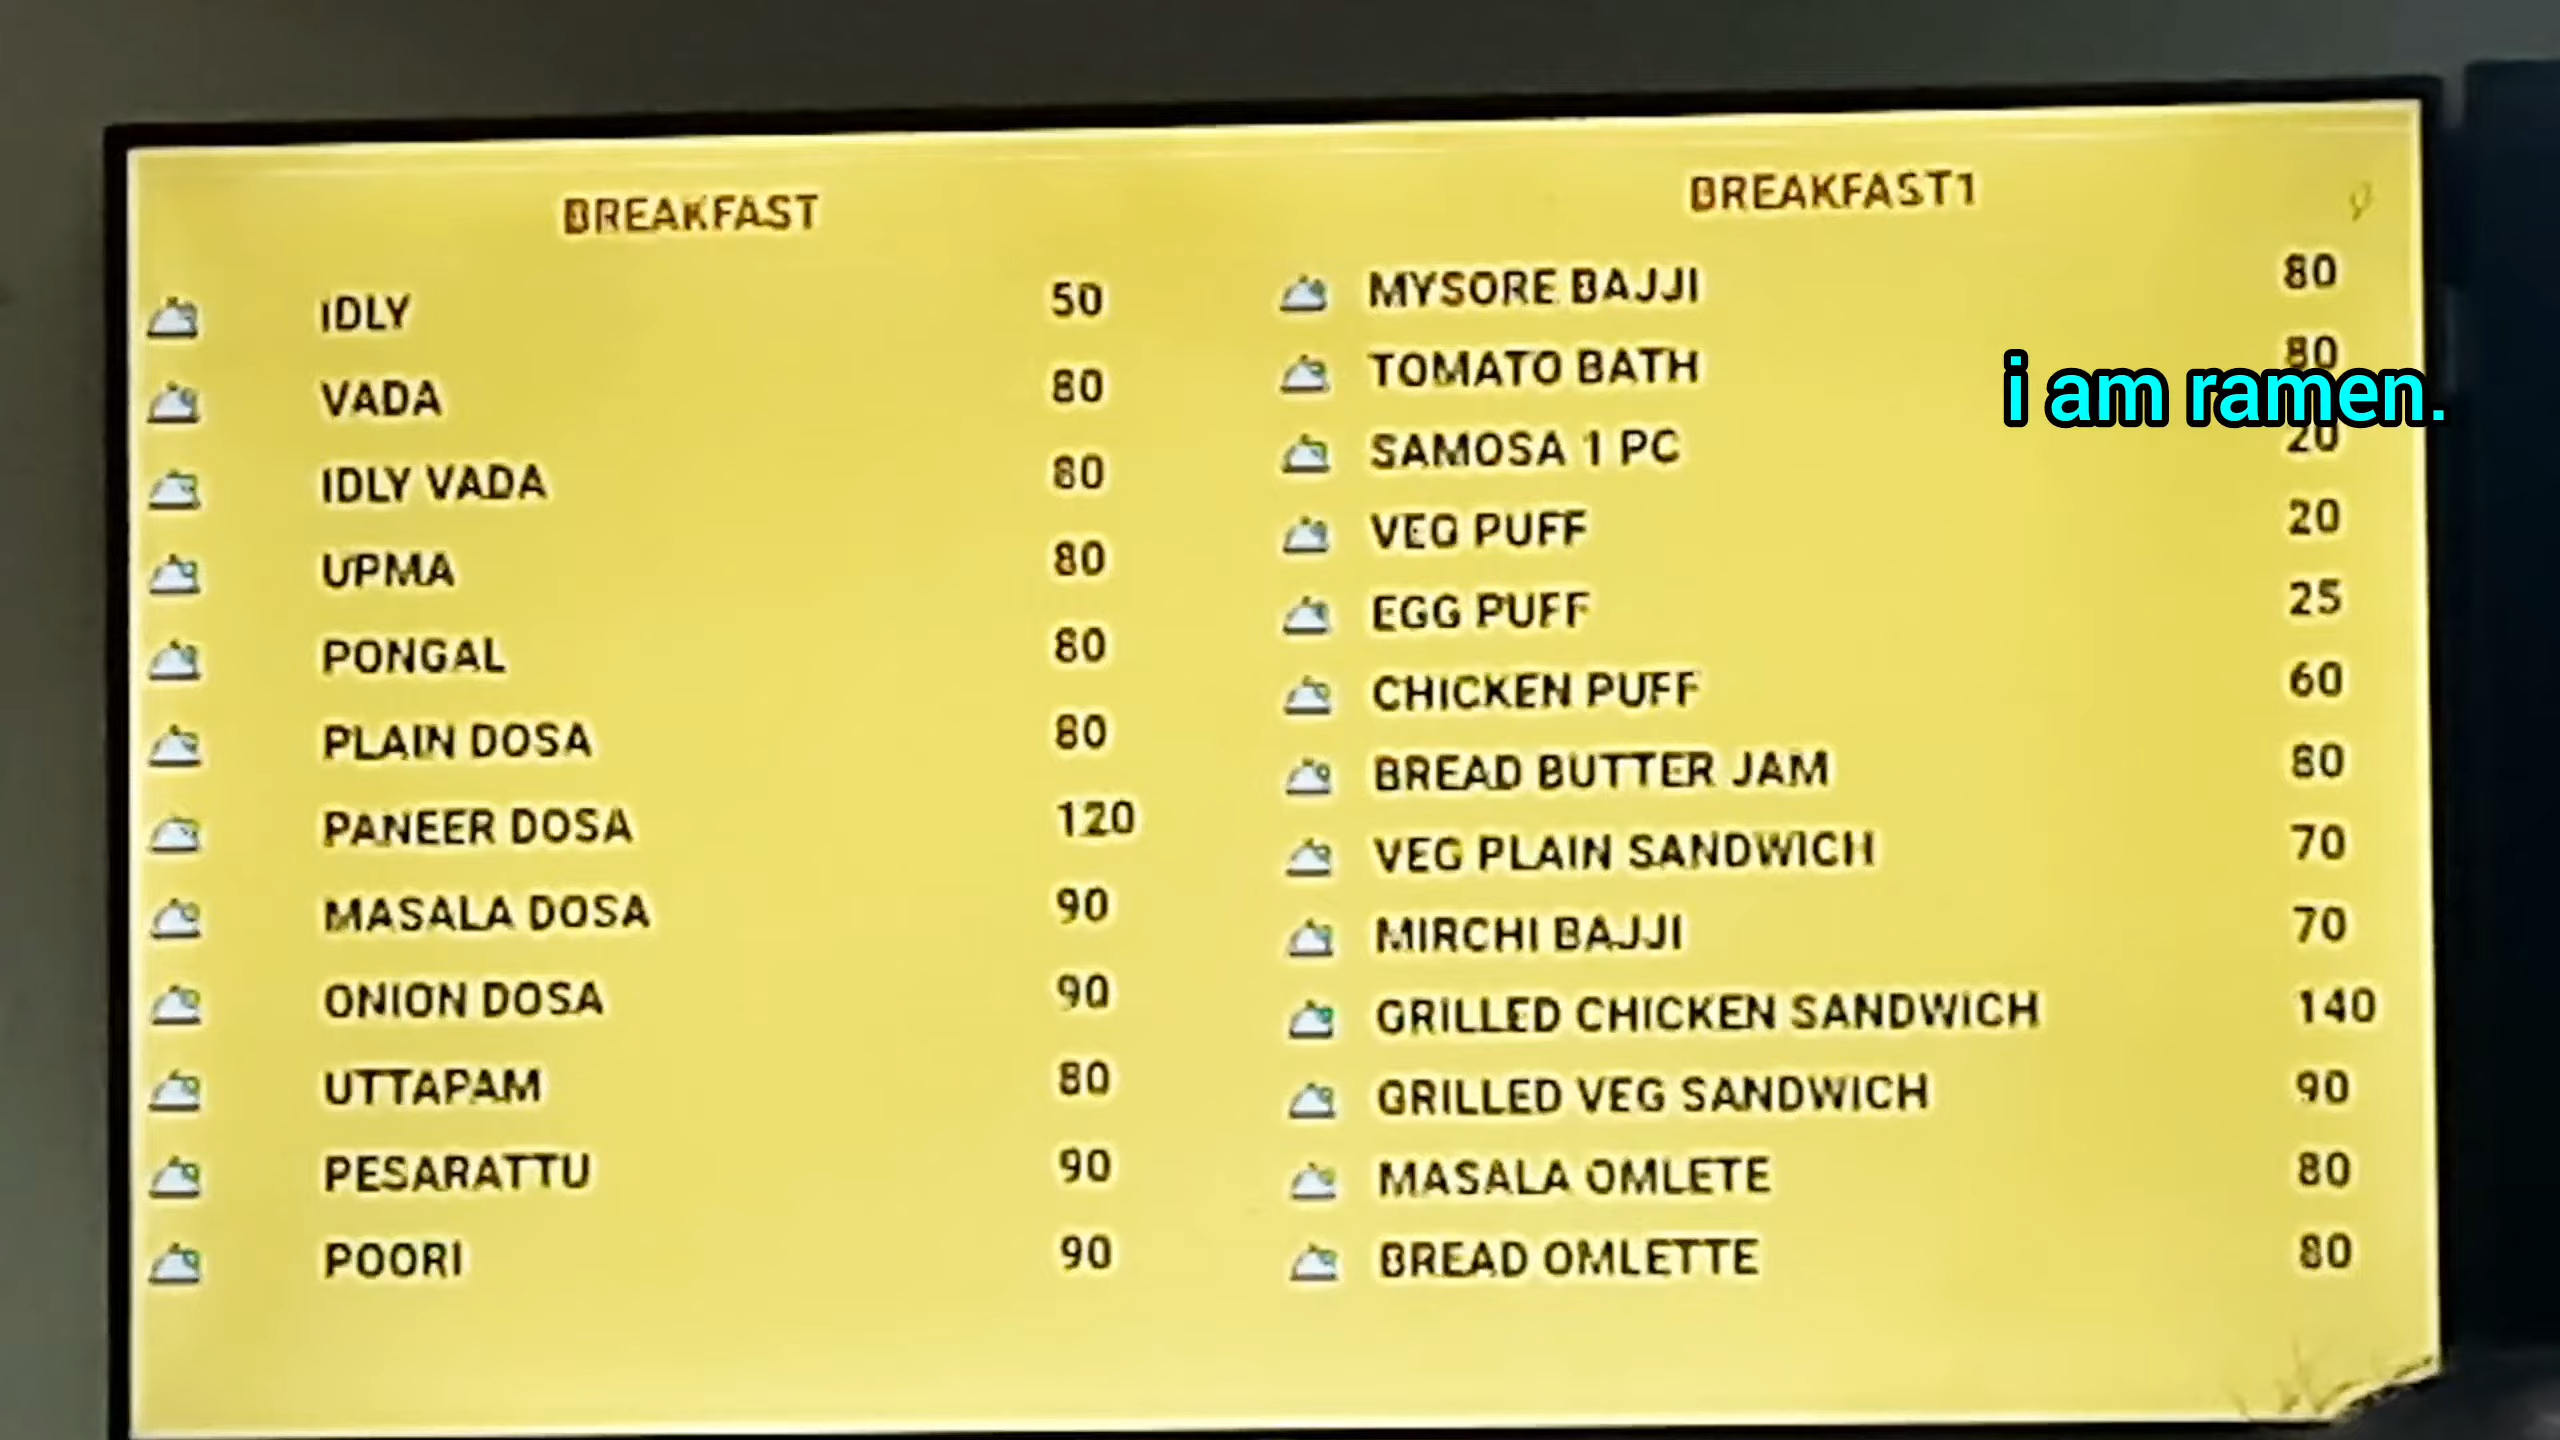 BREAKFAST
IDLY 50
VADA 80
IDLY VADA 80
UPMA 80
PONGAL 80
PLAIN DOSA 80
PANEER DOSA 120
MASALA DOSA 90
ONION DOSA 90
UTTAPAM 80
PESARATTU 90
POORI 90
BREAKFAST1
MYSORE BAJJI 80
TOMATO BATH 80
i am ramen.
SAMOSA 1 PC 20
VEG PUFF 20
EGG PUFF 25
CHICKEN PUFF 60
BREAD BUTTER JAM 80
VEG PLAIN SANDWICH 70
MIRCHI BAJJI 70
GRILLED CHICKEN SANDWICH 140
GRILLED VEG SANDWICH 90
MASALA OMLETE 80
BREAD OMLETTE 80